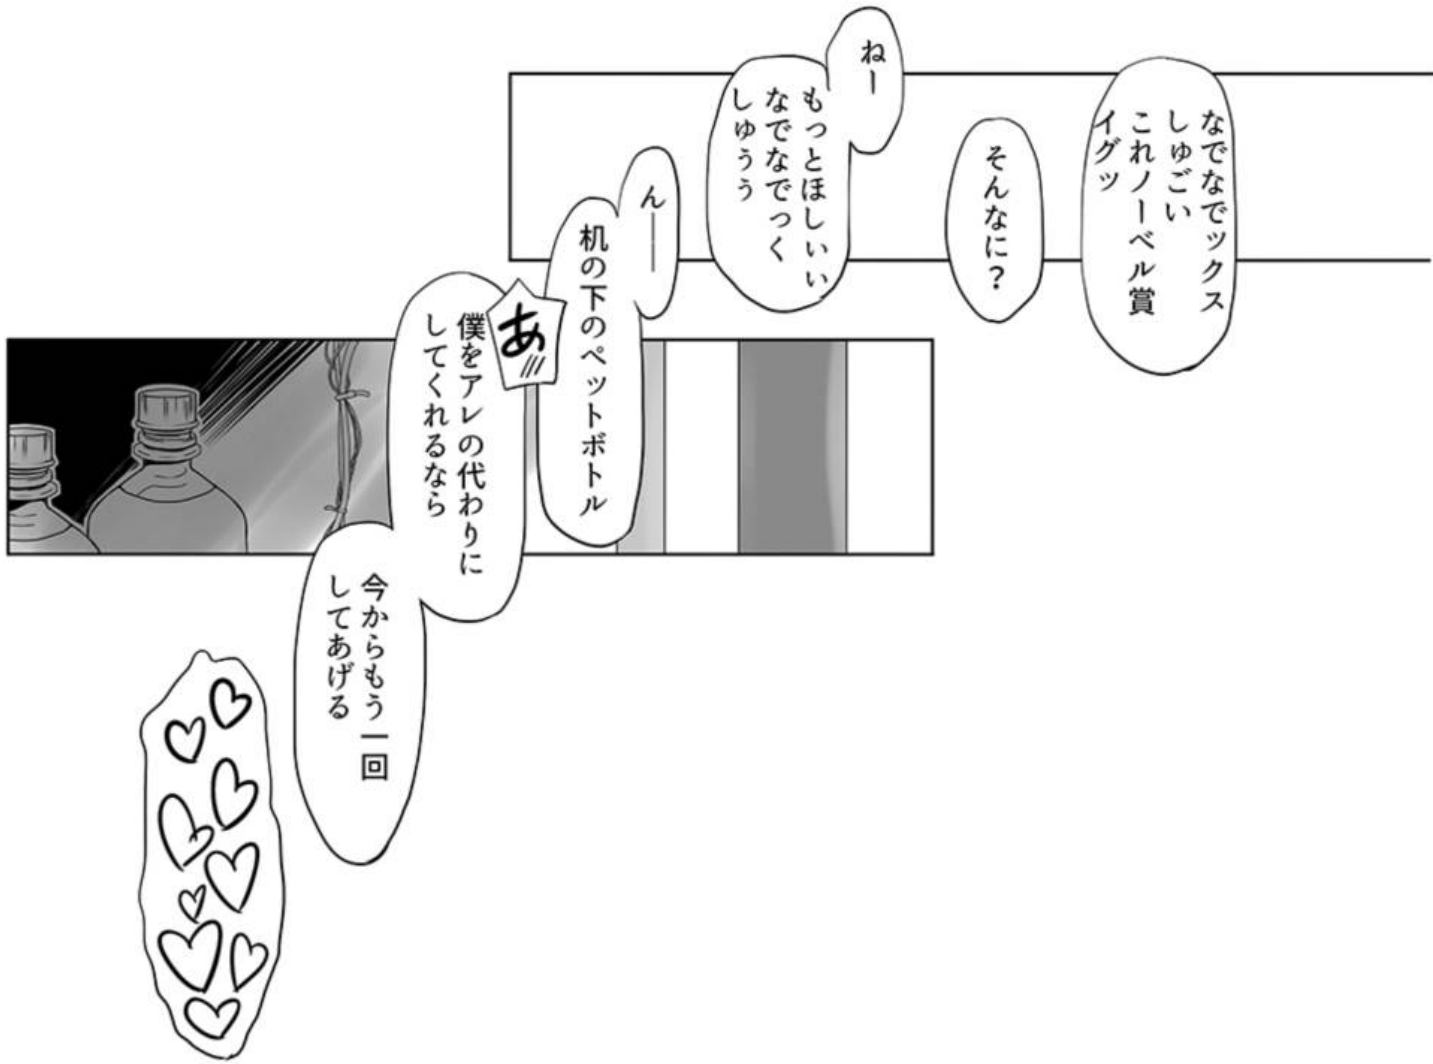 なでなでックス
しゅごい
これノーベル賞
イグッ
そんなに？
ねー
もっとほしいぃ
なでなでっく
しゅうぅ
んー
机の下のペットボトル
あ
僕をアレの代わりに
してくれるなら
今からもう一回
してあげる